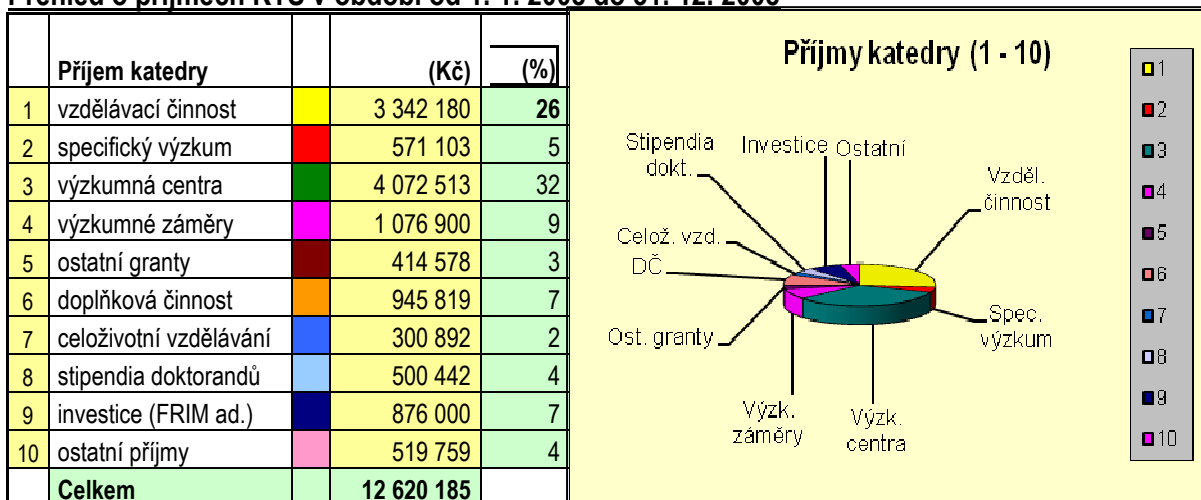 Příjem katedry (Kč) (%)
1 vzdělávací činnost 3 342 180 26
2 specifický výzkum 571 103 5
3 výzkumná centra 4 072 513 32
4 výzkumné záměry 1 076 900 9
5 ostatní granty 414 578 3
6 doplňková činnost 945 819 7
7 celoživotní vzdělávání 300 892 2
8 stipendia doktorandů 500 442 4
9 investice (FRIM ad.) 876 000 7
10 ostatní příjmy 519 759 4
Celkem 12 620 185
Příjmy katedry (1 - 10)
Stipendia
dokt.
Investice
Ostatní
Vzděl.
činnost
Celož. vzd.
DČ
Ost. granty
Spec.
výzkum
Výzk.
záměry
Výzk.
centra
1
2
3
4
5
6
7
8
9
10